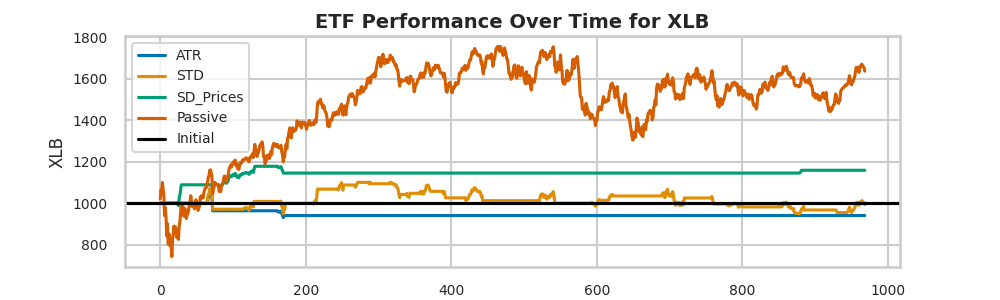 ETF Performance Over Time for XLB
1800
1600
1400
1200
1000
800
XLB
ATR
STD
SD_Prices
Passive
Initial
0
200
400
600
800
1000